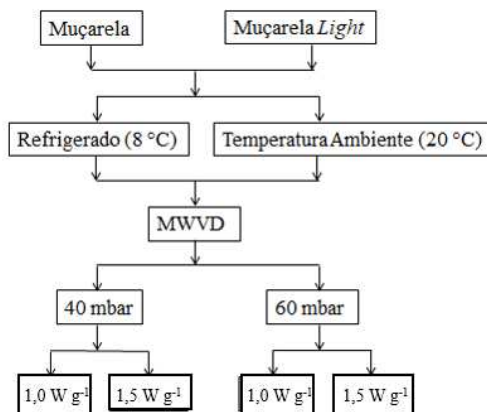 Muçarela
Muçarela Light
Refrigerado (8 °C)
Temperatura Ambiente (20 °C)
MWVD
40 mbar
60 mbar
1,0 W g⁻¹
1,5 W g⁻¹
1,0 W g⁻¹
1,5 W g⁻¹